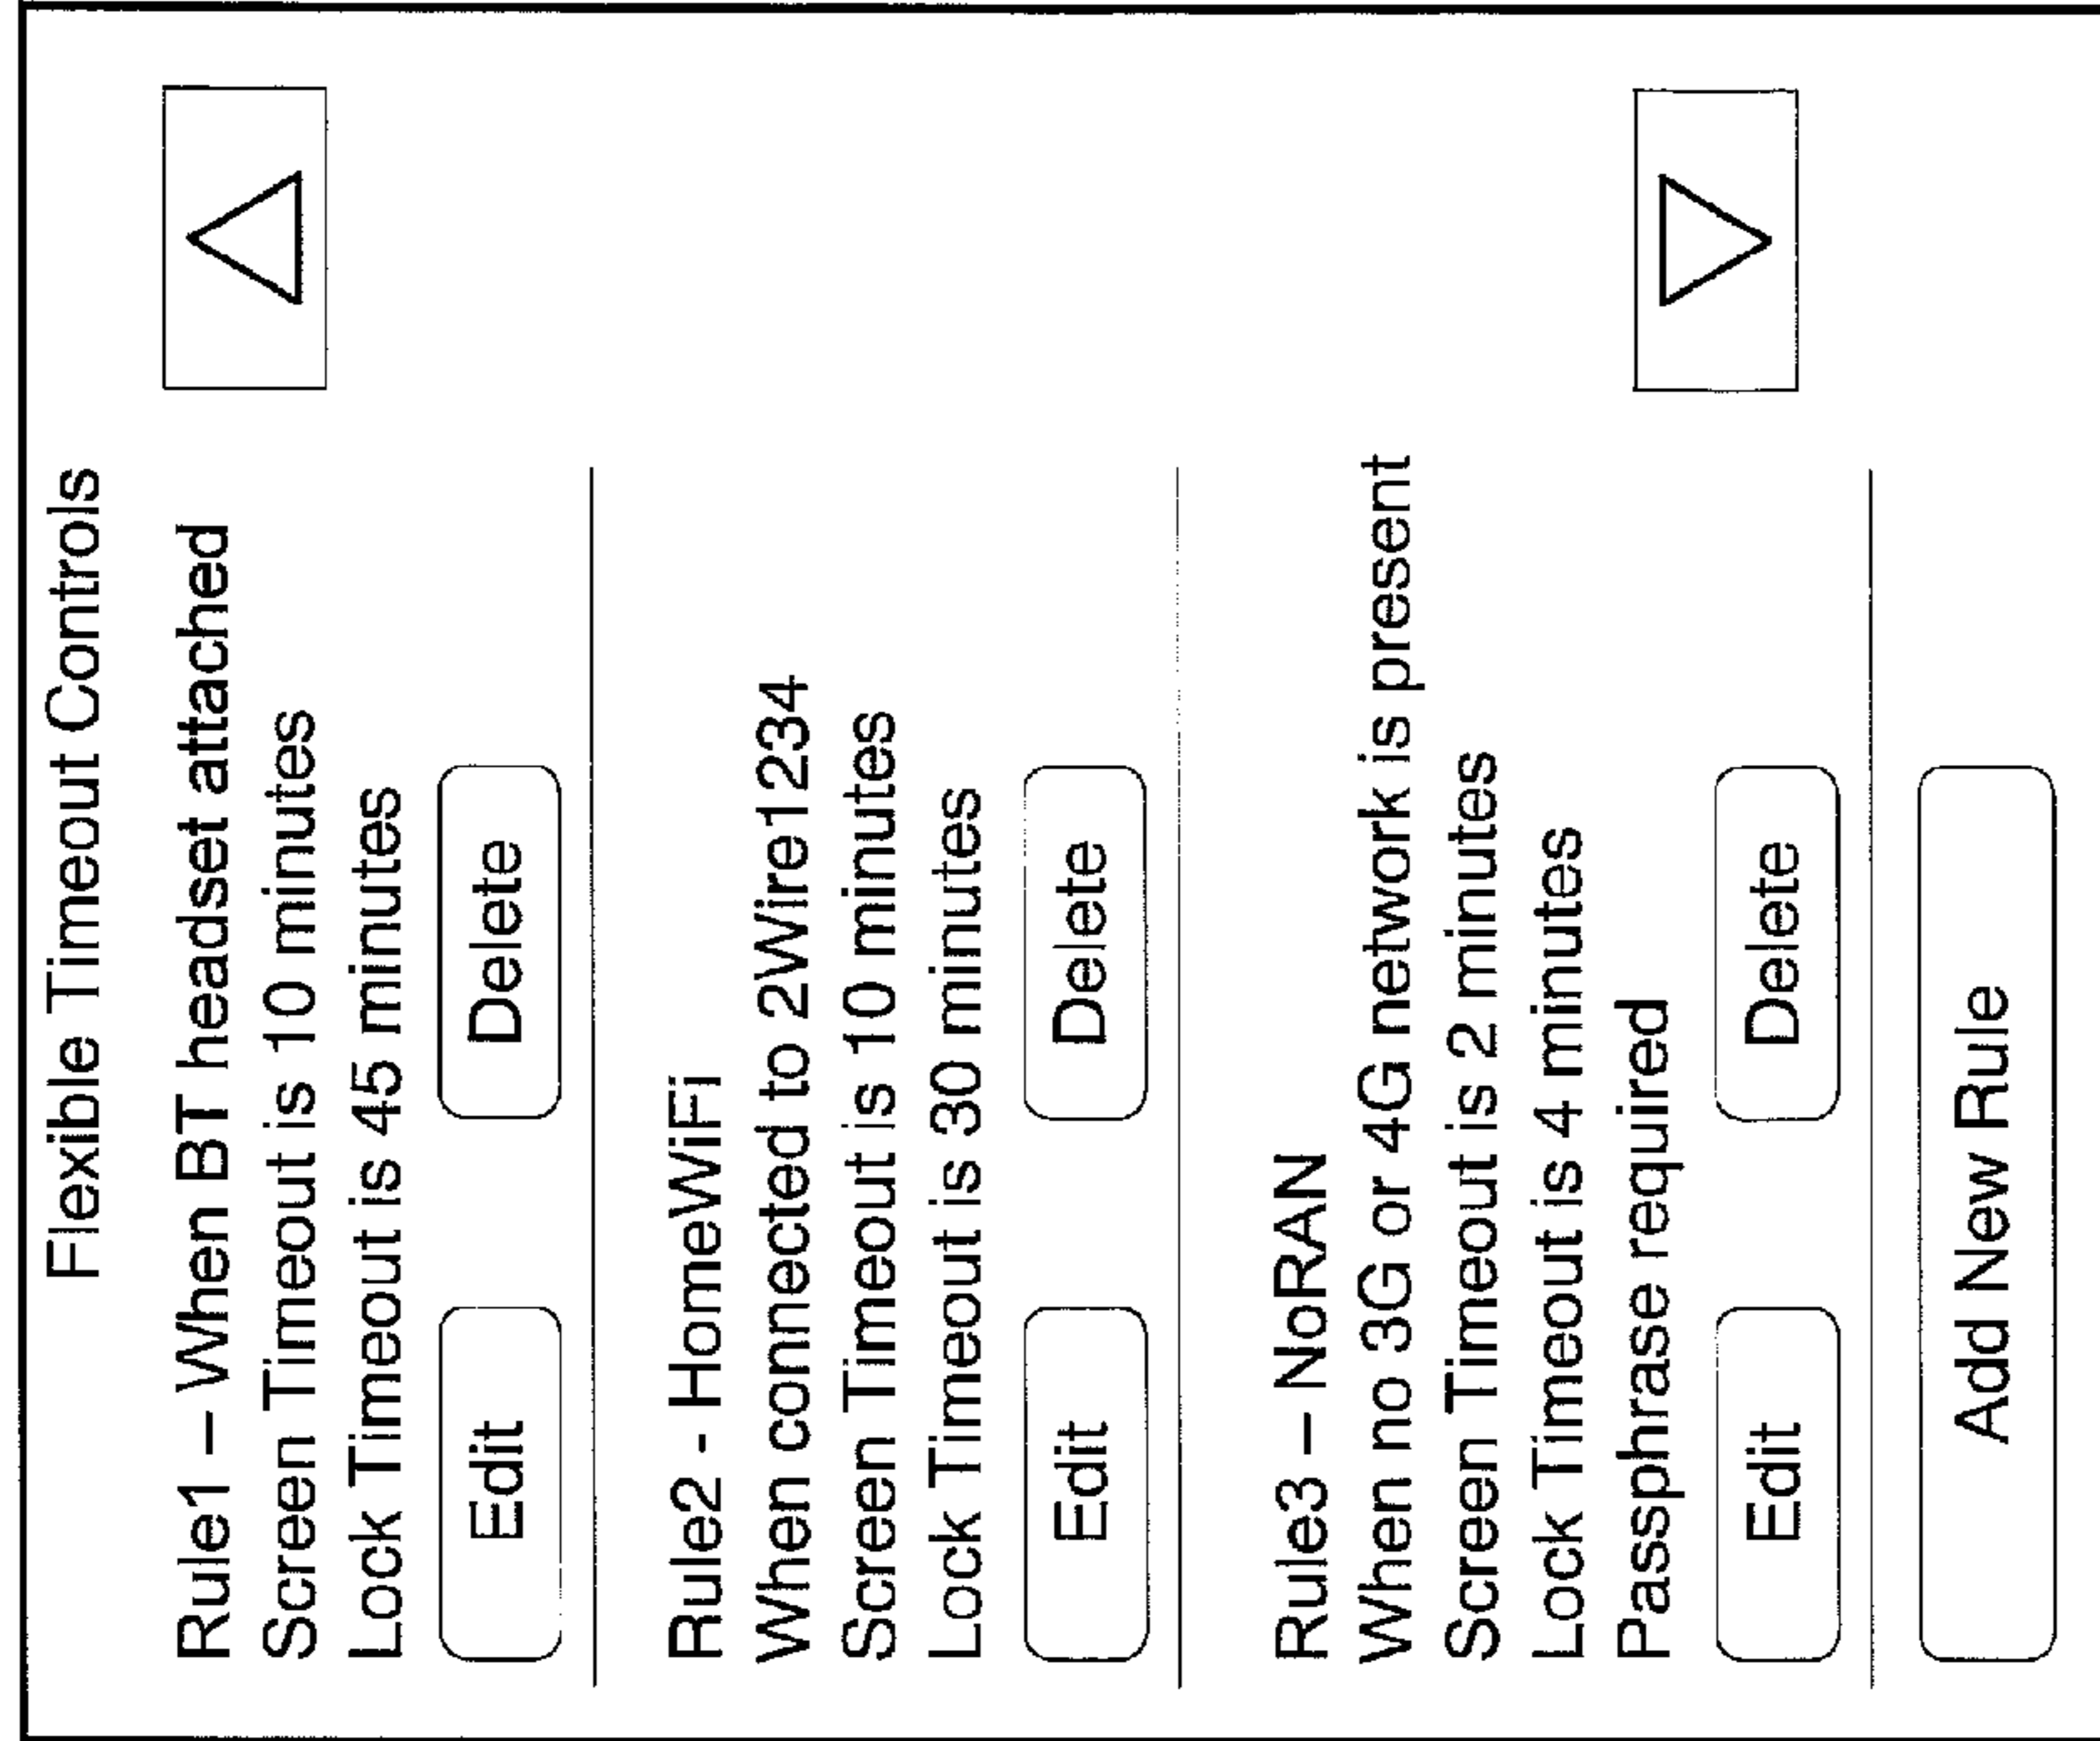 Flexible Timeout Controls
Rule1 – When BT headset attached
Screen Timeout is 10 minutes
Lock Timeout is 45 minutes
Edit Delete
Rule2 - HomeWiFi
When connected to 2Wire1234
Screen Timeout is 10 minutes
Lock Timeout is 30 minutes
Edit Delete
Rule3 – NoRAN
When no 3G or 4G network is present
Screen Timeout is 2 minutes
Lock Timeout is 4 minutes
Passphrase required
Edit Delete
Add New Rule